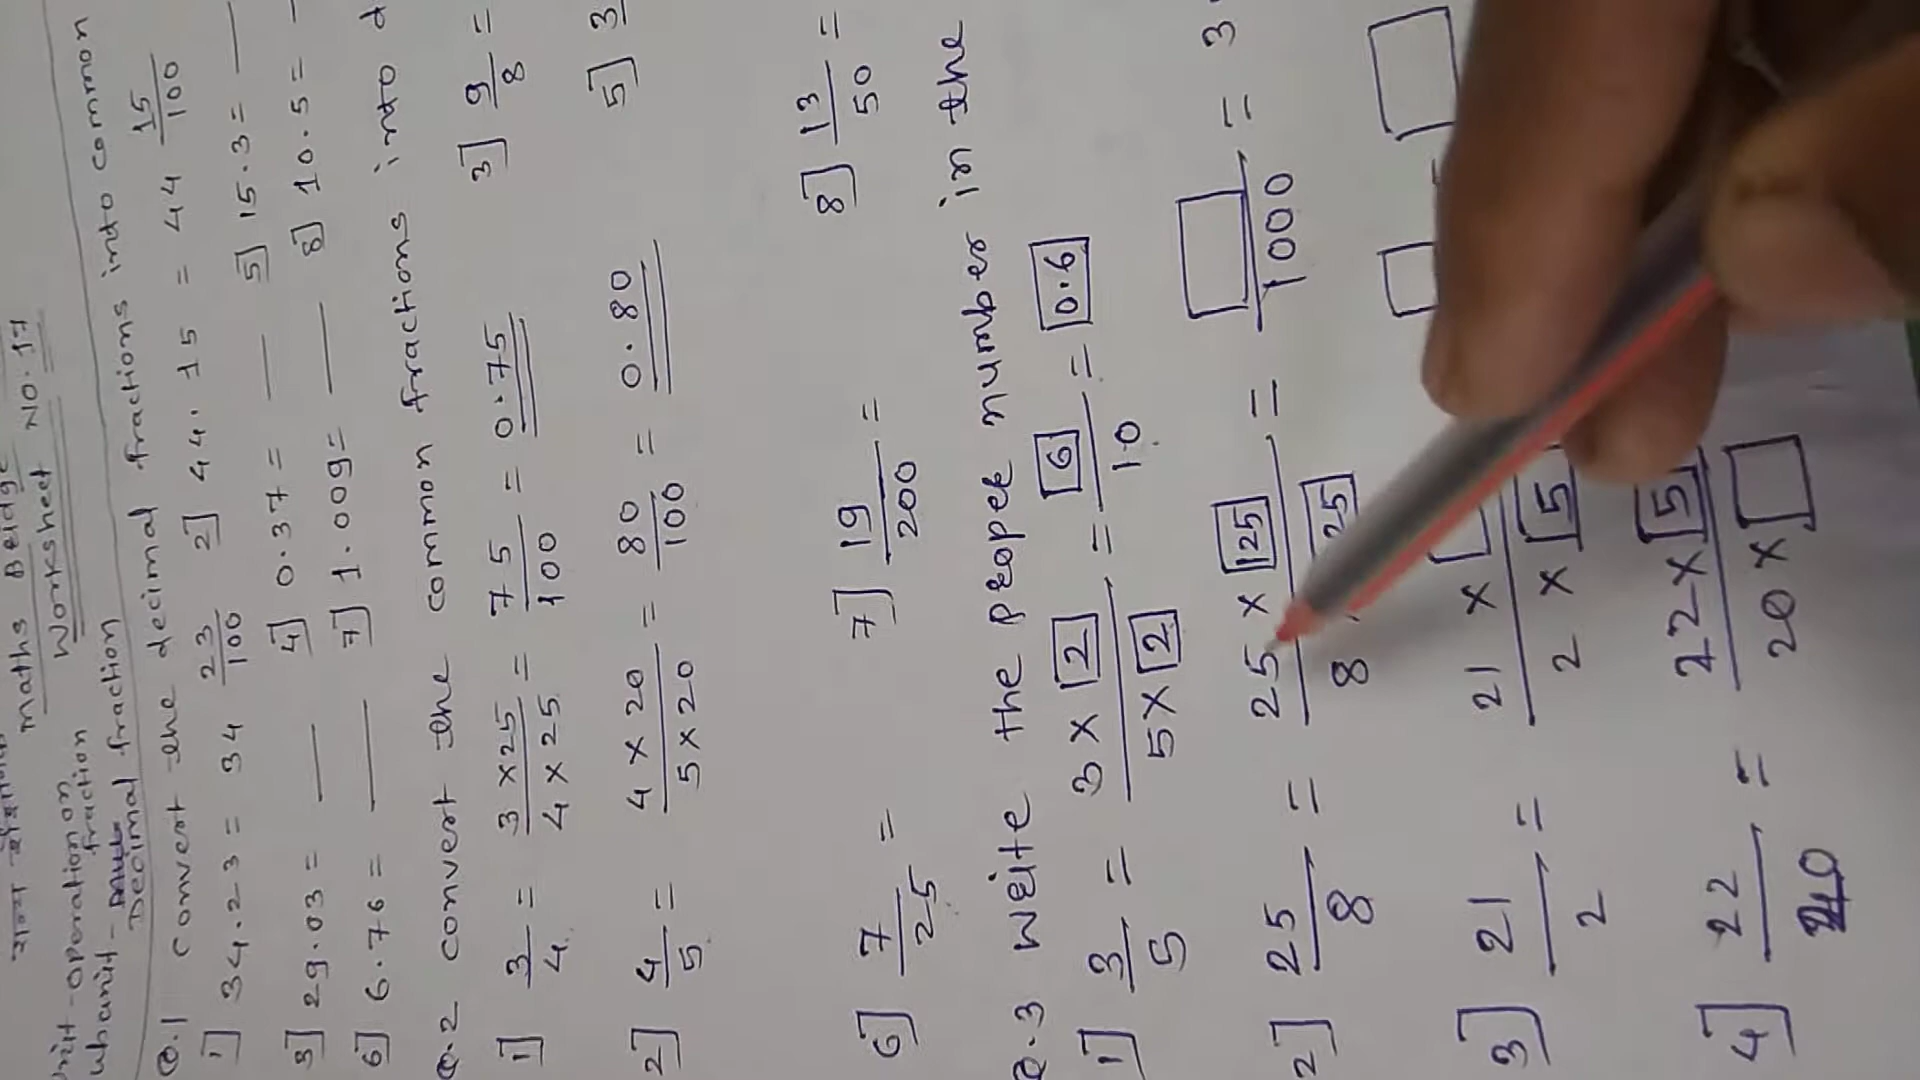 Maths Bridge
Worksheet No. 17
unit - operation on fraction
subunit - Decimal fraction
Q.1 convert the decimal fractions into common
1] 34.23 = 34 23/100 2] 44.15 = 44 15/100
3] 29.03 = — 4] 0.37 = — 5] 15.3 = —
6] 6.76 = — 7] 1.009 = — 8] 10.5 = —
Q.2 convert the common fractions into
1] 3/4 = 3×25/4×25 = 75/100 = 0.75 3] 9/8 =
2] 4/5 = 4×20/5×20 = 80/100 = 0.80 5] 3
6] 7/25 = 7] 19/200 = 8] 13/50 =
Q.3 write the proper number in the
1] 3/5 = 3×2/5×2 = 6/10 = 0.6
2] 25/8 = 25×125/8 25 = /1000 = 3
3] 21/2 = 21×/2×5
4] 22/20 = 22×5/20×